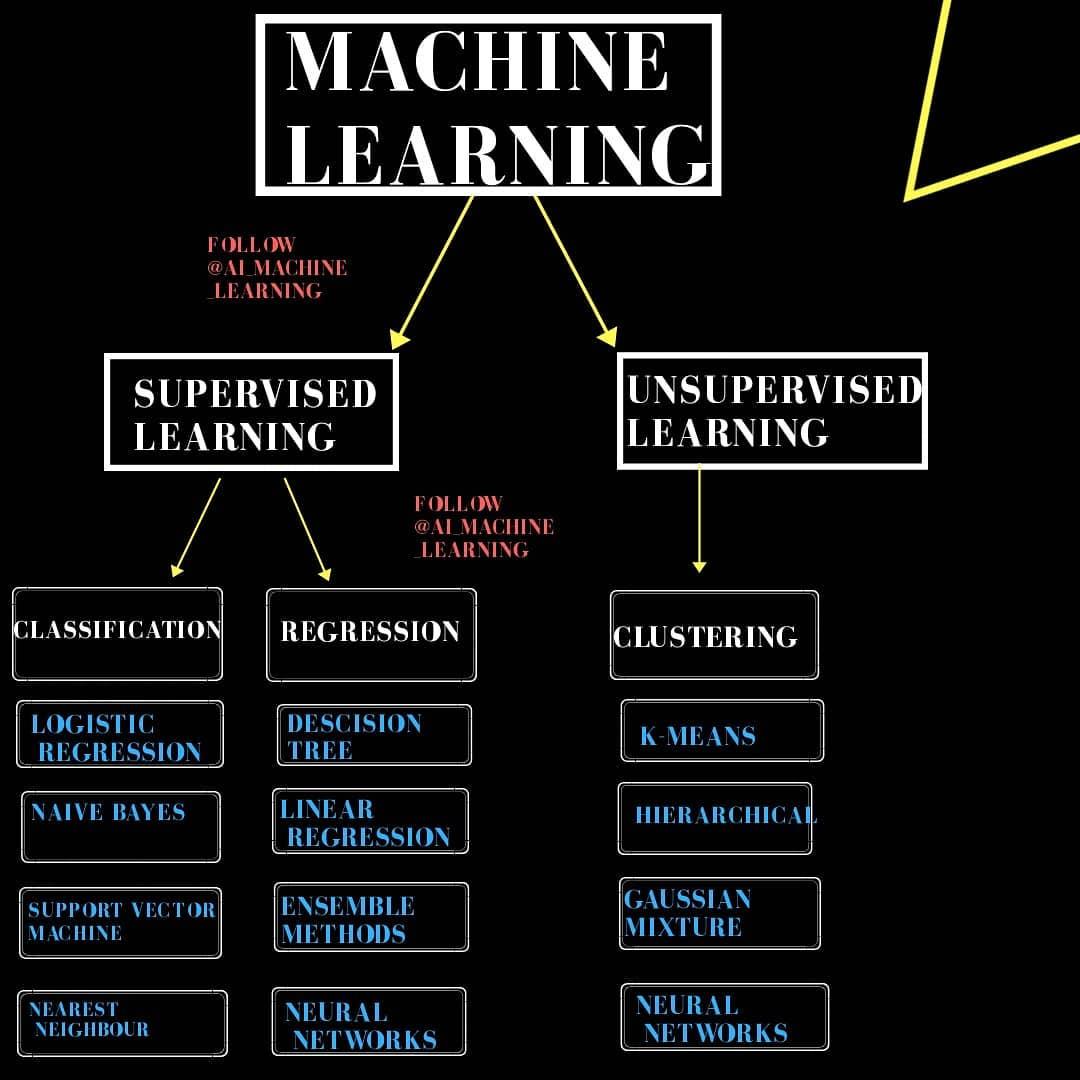 MACHINE
LEARNING
FOLLOW
@AI_MACHINE
_LEARNING
SUPERVISED
LEARNING
UNSUPERVISED
LEARNING
FOLLOW
@AI_MACHINE
_LEARNING
CLASSIFICATION
LOGISTIC
REGRESSION
NAIVE BAYES
SUPPORT VECTOR
MACHINE
NEAREST
NEIGHBOUR
REGRESSION
DESCISION
TREE
LINEAR
REGRESSION
ENSEMBLE
METHODS
NEURAL
NETWORKS
CLUSTERING
K-MEANS
HIERARCHICAL
GAUSSIAN
MIXTURE
NEURAL
NETWORKS